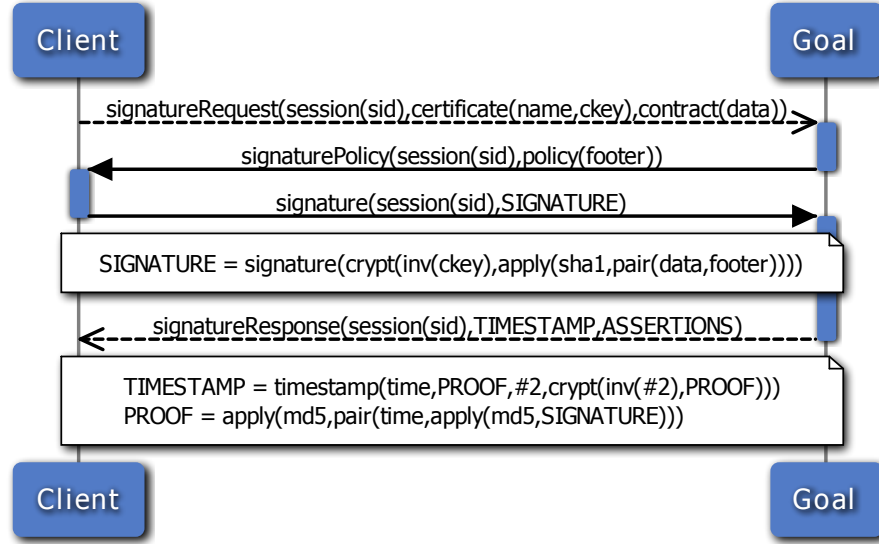 Client Goal
signatureRequest(session(sid),certificate(name,ckey),contract(data))
signaturePolicy(session(sid),policy(footer))
signature(session(sid),SIGNATURE)
SIGNATURE = signature(crypt(inv(ckey),apply(sha1,pair(data,footer))))
signatureResponse(session(sid),TIMESTAMP,ASSERTIONS)
TIMESTAMP = timestamp(time,PROOF,#2,crypt(inv(#2),PROOF)))
PROOF = apply(md5,pair(time,apply(md5,SIGNATURE)))
Client Goal